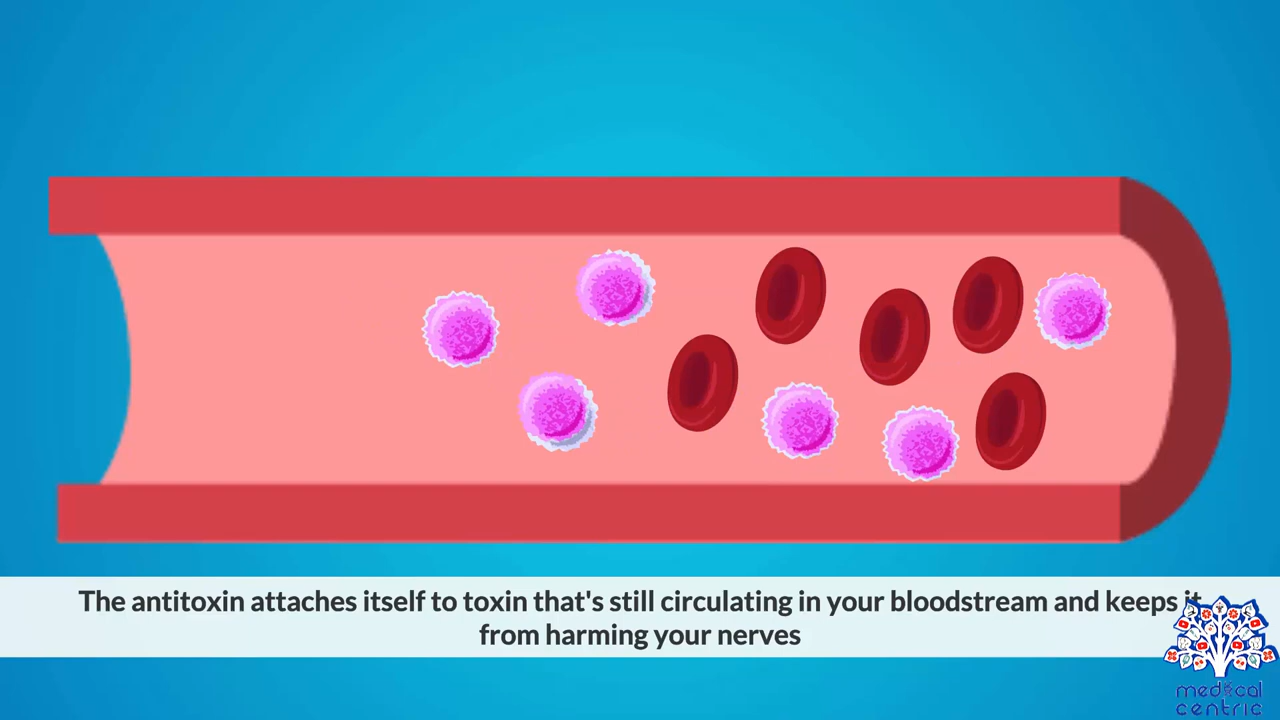 The antitoxin attaches itself to toxin that's still circulating in your bloodstream and keeps it
from harming your nerves
medical
centric